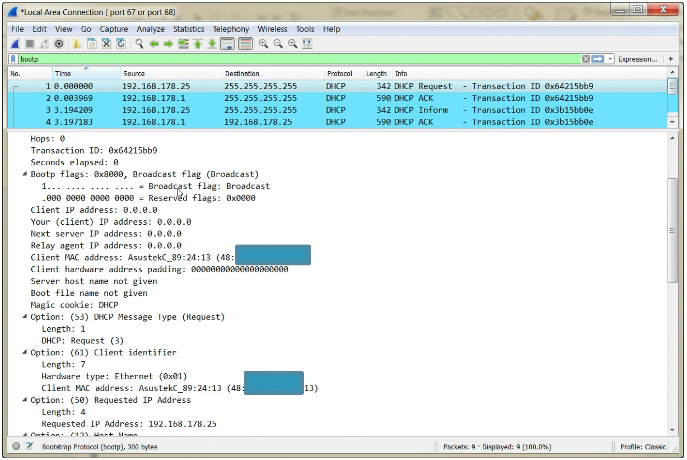 *Local Area Connection ( port 67 or port 68)
File Edit View Go Capture Analyze Statistics Telephony Wireless Tools Help
bootp
Expression... +
No. Time Source Destination Protocol Length Info
1 0.000000 192.168.178.25 255.255.255.255 DHCP 342 DHCP Request - Transaction ID 0x64215bb9
2 0.003969 192.168.178.1 255.255.255.255 DHCP 590 DHCP ACK - Transaction ID 0x64215bb9
3 3.194209 192.168.178.25 255.255.255.255 DHCP 342 DHCP Inform - Transaction ID 0x3b15bb0e
4 3.197183 192.168.178.1 192.168.178.25 DHCP 590 DHCP ACK - Transaction ID 0x3b15bb0e
Hops: 0
Transaction ID: 0x64215bb9
Seconds elapsed: 0
Bootp flags: 0x8000, Broadcast flag (Broadcast)
1... .... .... .... = Broadcast flag: Broadcast
.000 0000 0000 0000 = Reserved flags: 0x0000
Client IP address: 0.0.0.0
Your (client) IP address: 0.0.0.0
Next server IP address: 0.0.0.0
Relay agent IP address: 0.0.0.0
Client MAC address: AsustekC_89:24:13 (48:
Client hardware address padding: 00000000000000000000
Server host name not given
Boot file name not given
Magic cookie: DHCP
Option: (53) DHCP Message Type (Request)
Length: 1
DHCP: Request (3)
Option: (61) Client identifier
Length: 7
Hardware type: Ethernet (0x01)
Client MAC address: AsustekC_89:24:13 (48: 13)
Option: (50) Requested IP Address
Length: 4
Requested IP Address: 192.168.178.25
Option: (12) Host Name
Bootstrap Protocol (bootp), 300 bytes
Packets: 9 · Displayed: 9 (100.0%)
Profile: Classic